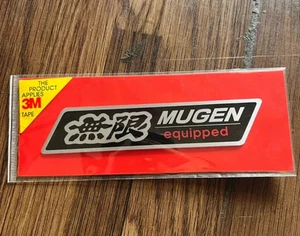 THE
PRODUCT
APPLIES
3M
TAPE
無限 MUGEN
equipped